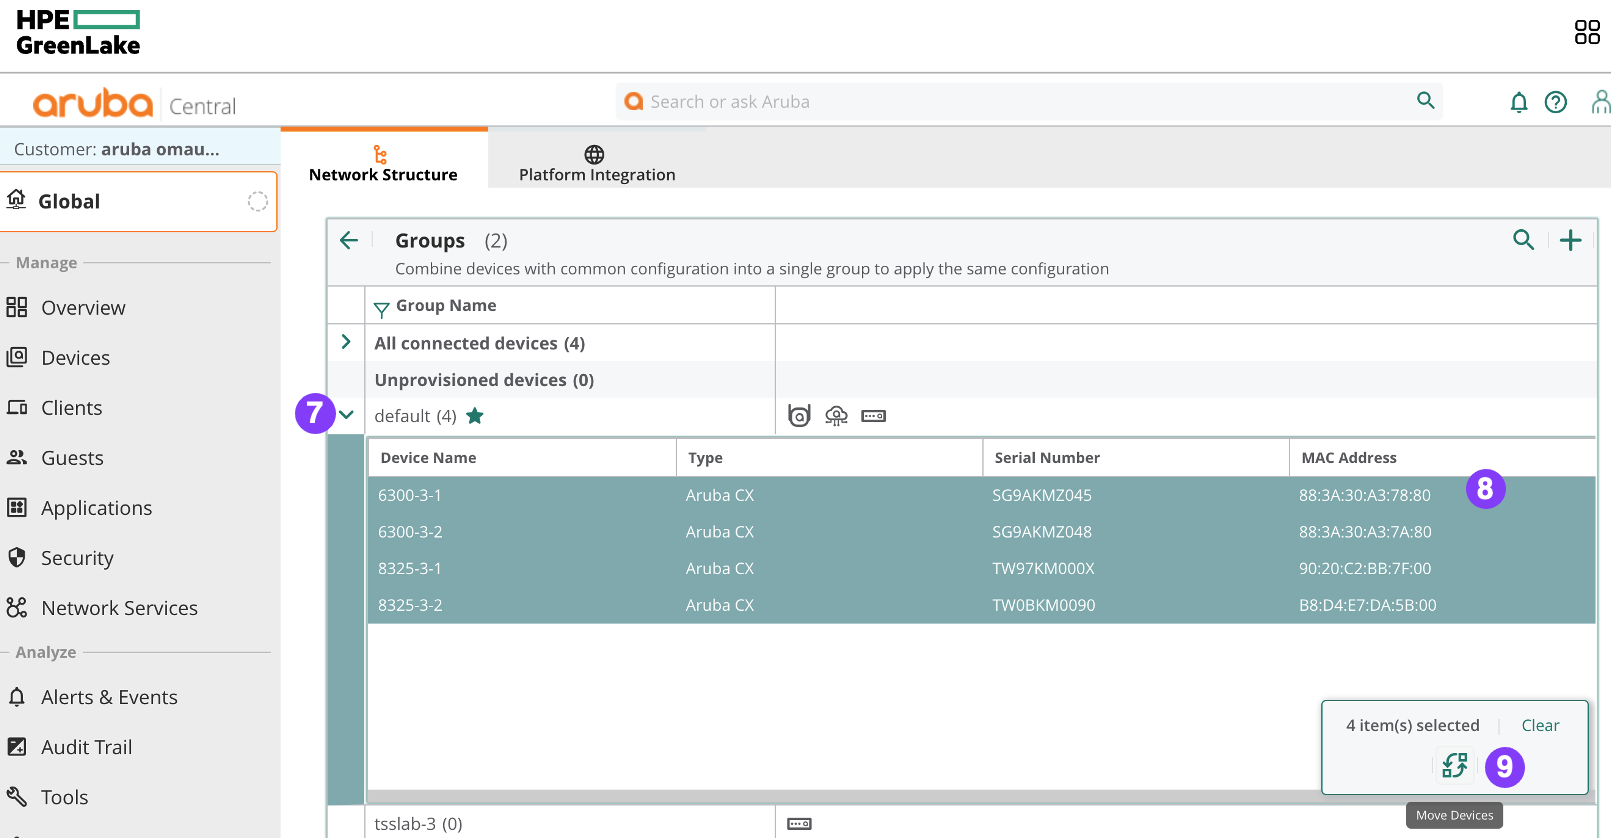 HPE
GreenLake
aruba Central
Search or ask Aruba
Customer: aruba omau...
Network Structure
Platform Integration
Global
Manage
Overview
Devices
Clients
Guests
Applications
Security
Network Services
Analyze
Alerts & Events
Audit Trail
Tools
Groups (2)
Combine devices with common configuration into a single group to apply the same configuration
Group Name
All connected devices (4)
Unprovisioned devices (0)
7
default (4)
Device Name Type Serial Number MAC Address
6300-3-1 Aruba CX SG9AKMZ045 88:3A:30:A3:78:80
8
6300-3-2 Aruba CX SG9AKMZ048 88:3A:30:A3:7A:80
8325-3-1 Aruba CX TW97KM000X 90:20:C2:BB:7F:00
8325-3-2 Aruba CX TW0BKM0090 B8:D4:E7:DA:5B:00
4 item(s) selected Clear
9
Move Devices
tsslab-3 (0)